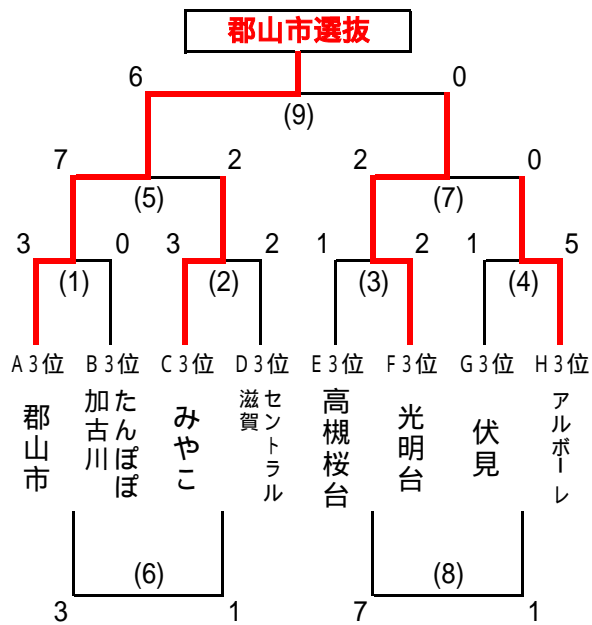 郡山市選抜
6 0
(9)
7 2 2 0
(5) (7)
3 0 3 2 1 2 1 5
(1) (2) (3) (4)
A3位 B3位 C3位 D3位 E3位 F3位 G3位 H3位
郡山市
加古川
たんぽぽ
みやこ
滋賀
セントラル
高槻桜台
光明台
伏見
アルボーレ
(6) (8)
3 1 7 1